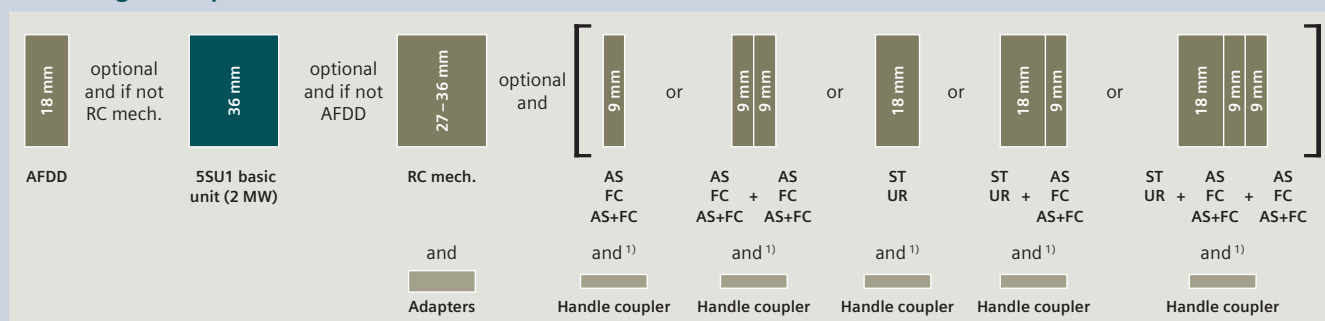 18 mm
optional
and if not
RC mech.
36 mm
optional
and if not
AFDD
27 – 36 mm
optional
and
9 mm
or
9 mm
9 mm
or
18 mm
or
18 mm
9 mm
or
18 mm
9 mm
9 mm
AFDD
5SU1 basic
unit (2 MW)
RC mech.
AS
FC
AS+FC
AS AS
FC + FC
AS+FC AS+FC
ST
UR
ST AS
UR + FC
AS+FC
ST AS AS
UR + FC + FC
AS+FC AS+FC
and
Adapters
and 1)
Handle coupler
and 1)
Handle coupler
and 1)
Handle coupler
and 1)
Handle coupler
and 1)
Handle coupler